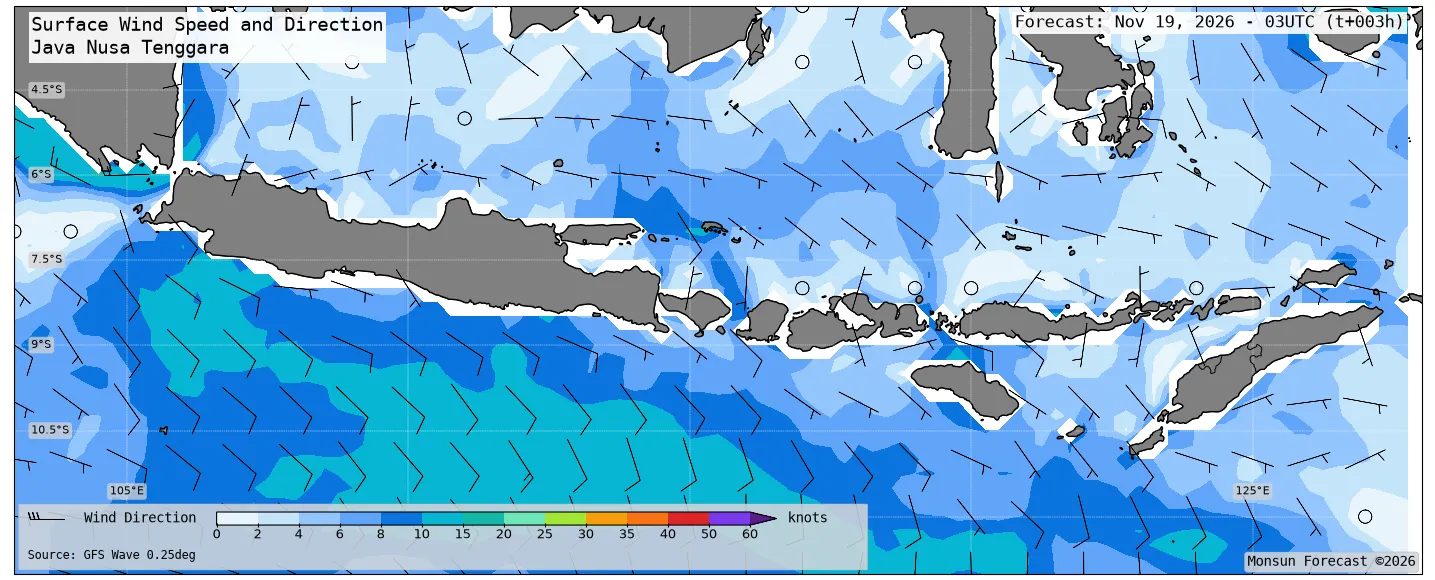 Surface Wind Speed and Direction
Java Nusa Tenggara
Forecast: Nov 19, 2026 - 03UTC (t+003h)
4.5°S
6°S
7.5°S
9°S
10.5°S
105°E
125°E
Wind Direction
0 2 4 6 8 10 15 20 25 30 35 40 50 60
knots
Source: GFS Wave 0.25deg
Monsun Forecast ©2026